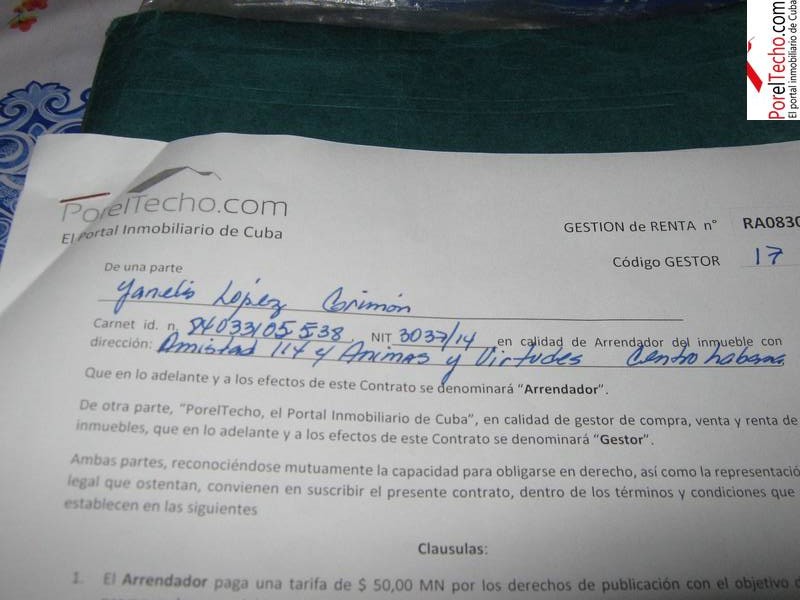 PorelTecho.com
El portal inmobiliario de Cuba
PorelTecho.com
El Portal Inmobiliario de Cuba
GESTION de RENTA n° RA0830
Código GESTOR 17
De una parte
Yanelis López Grimón
Carnet id. n. 84033105538 NIT 3037/14 en calidad de Arrendador del inmueble con
dirección: Amistad 114 y Animas y Virtudes Centro habana
Que en lo adelante y a los efectos de este Contrato se denominará “Arrendador”.
De otra parte, “PorelTecho, el Portal Inmobiliario de Cuba”, en calidad de gestor de compra, venta y renta de
inmuebles, que en lo adelante y a los efectos de este Contrato se denominará “Gestor”.
Ambas partes, reconociéndose mutuamente la capacidad para obligarse en derecho, así como la representació
legal que ostentan, convienen en suscribir el presente contrato, dentro de los términos y condiciones que
establecen en las siguientes
Clausulas:
1. El Arrendador paga una tarifa de $ 50,00 MN por los derechos de publicación con el objetivo